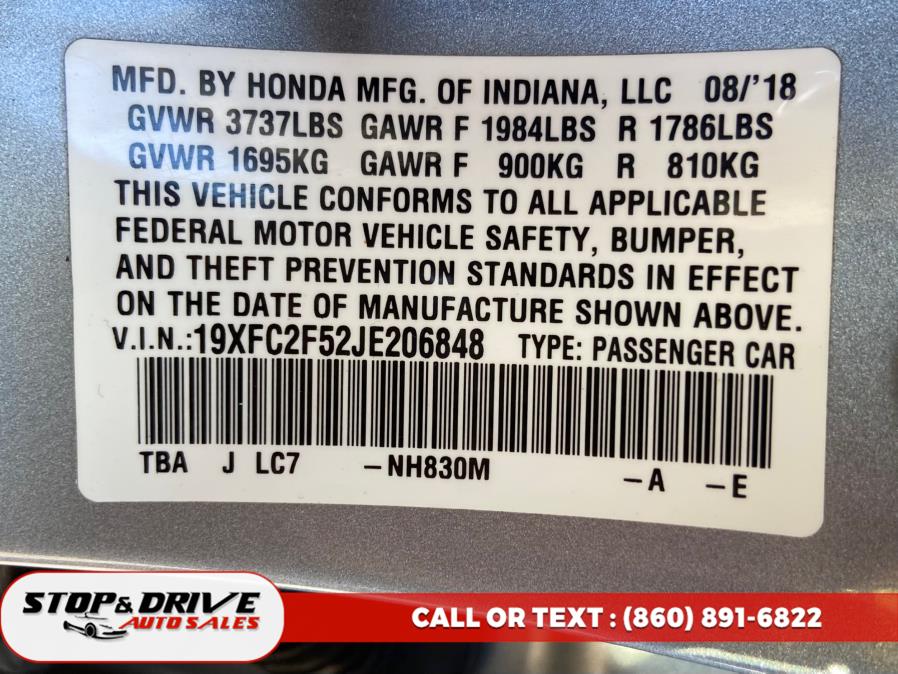 MFD. BY HONDA MFG. OF INDIANA, LLC 08/'18
GVWR 3737LBS GAWR F 1984LBS R 1786LBS
GVWR 1695KG GAWR F 900KG R 810KG
THIS VEHICLE CONFORMS TO ALL APPLICABLE
FEDERAL MOTOR VEHICLE SAFETY, BUMPER,
AND THEFT PREVENTION STANDARDS IN EFFECT
ON THE DATE OF MANUFACTURE SHOWN ABOVE.
V.I.N.:19XFC2F52JE206848 TYPE: PASSENGER CAR
TBA J LC7 -NH830M -A -E
STOP & DRIVE
AUTO SALES
CALL OR TEXT : (860) 891-6822